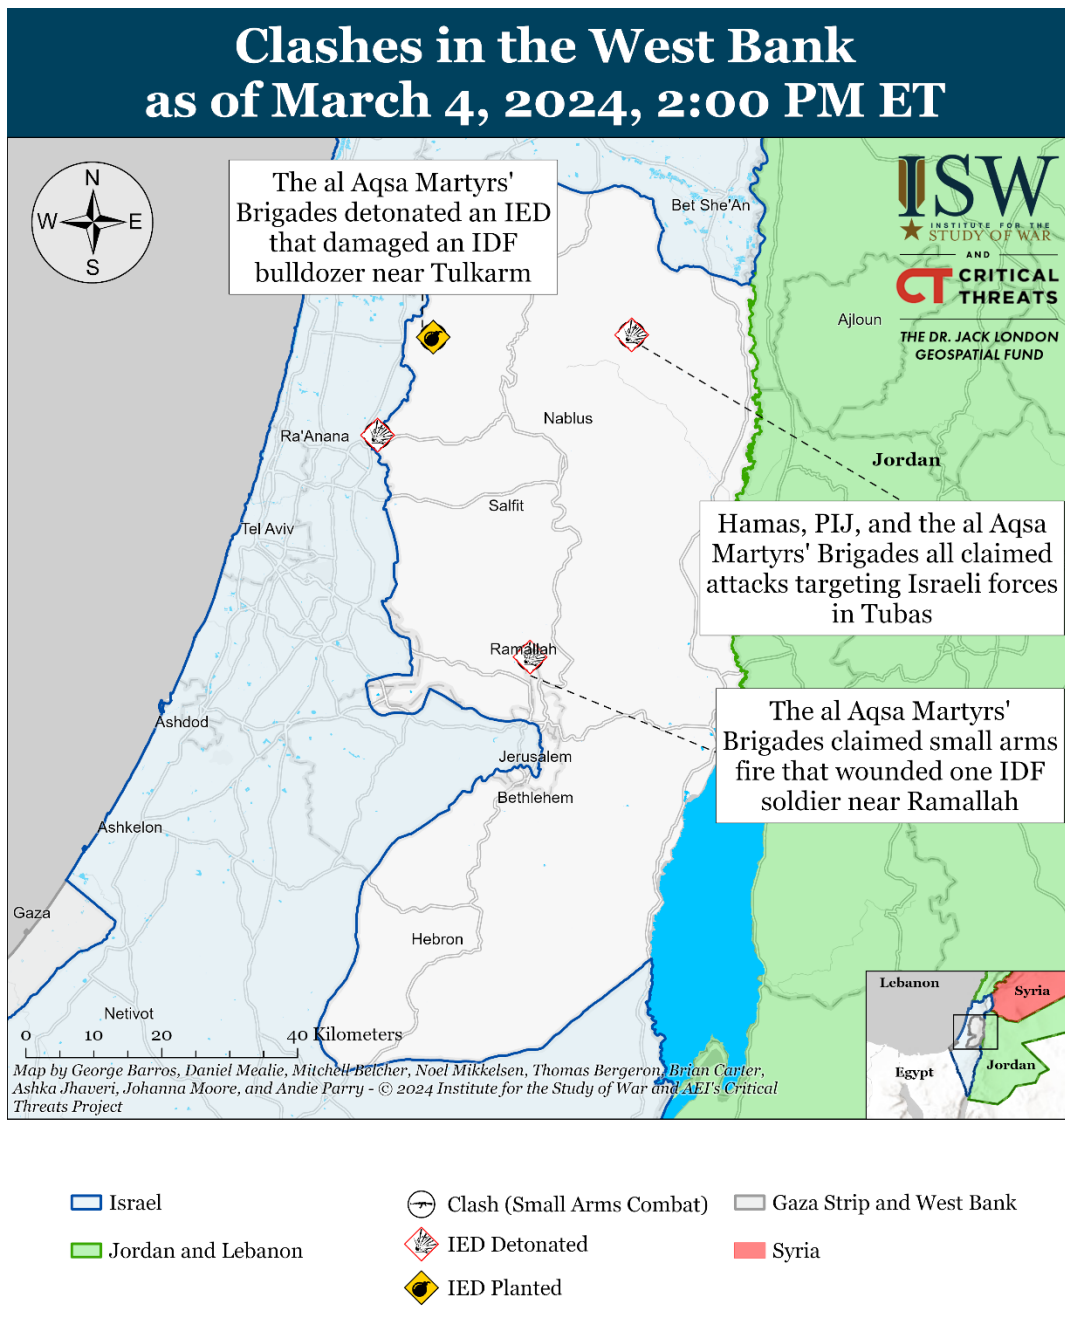 Clashes in the West Bank
as of March 4, 2024, 2:00 PM ET
N
W
E
S
The al Aqsa Martyrs'
Brigades detonated an IED
that damaged an IDF
bulldozer near Tulkarm
Bet She'An
ISW
INSTITUTE FOR THE
STUDY OF WAR
AND
CT CRITICAL
THREATS
THE DR. JACK LONDON
GEOSPATIAL FUND
Ajloun
Nablus
Ra'Anana
Jordan
Salfit
Tel Aviv
Hamas, PIJ, and the al Aqsa
Martyrs' Brigades all claimed
attacks targeting Israeli forces
in Tubas
Ramallah
The al Aqsa Martyrs'
Brigades claimed small arms
fire that wounded one IDF
soldier near Ramallah
Ashdod
Jerusalem
Bethlehem
Ashkelon
Gaza
Hebron
Netivot
0 10 20 40 Kilometers
Map by George Barros, Daniel Mealie, Mitchell Belcher, Noel Mikkelsen, Thomas Bergeron, Brian Carter,
Ashka Jhaveri, Johanna Moore, and Andie Parry - © 2024 Institute for the Study of War and AEI's Critical
Threats Project
Lebanon
Syria
Egypt
Jordan
Israel
Jordan and Lebanon
Clash (Small Arms Combat)
IED Detonated
IED Planted
Gaza Strip and West Bank
Syria